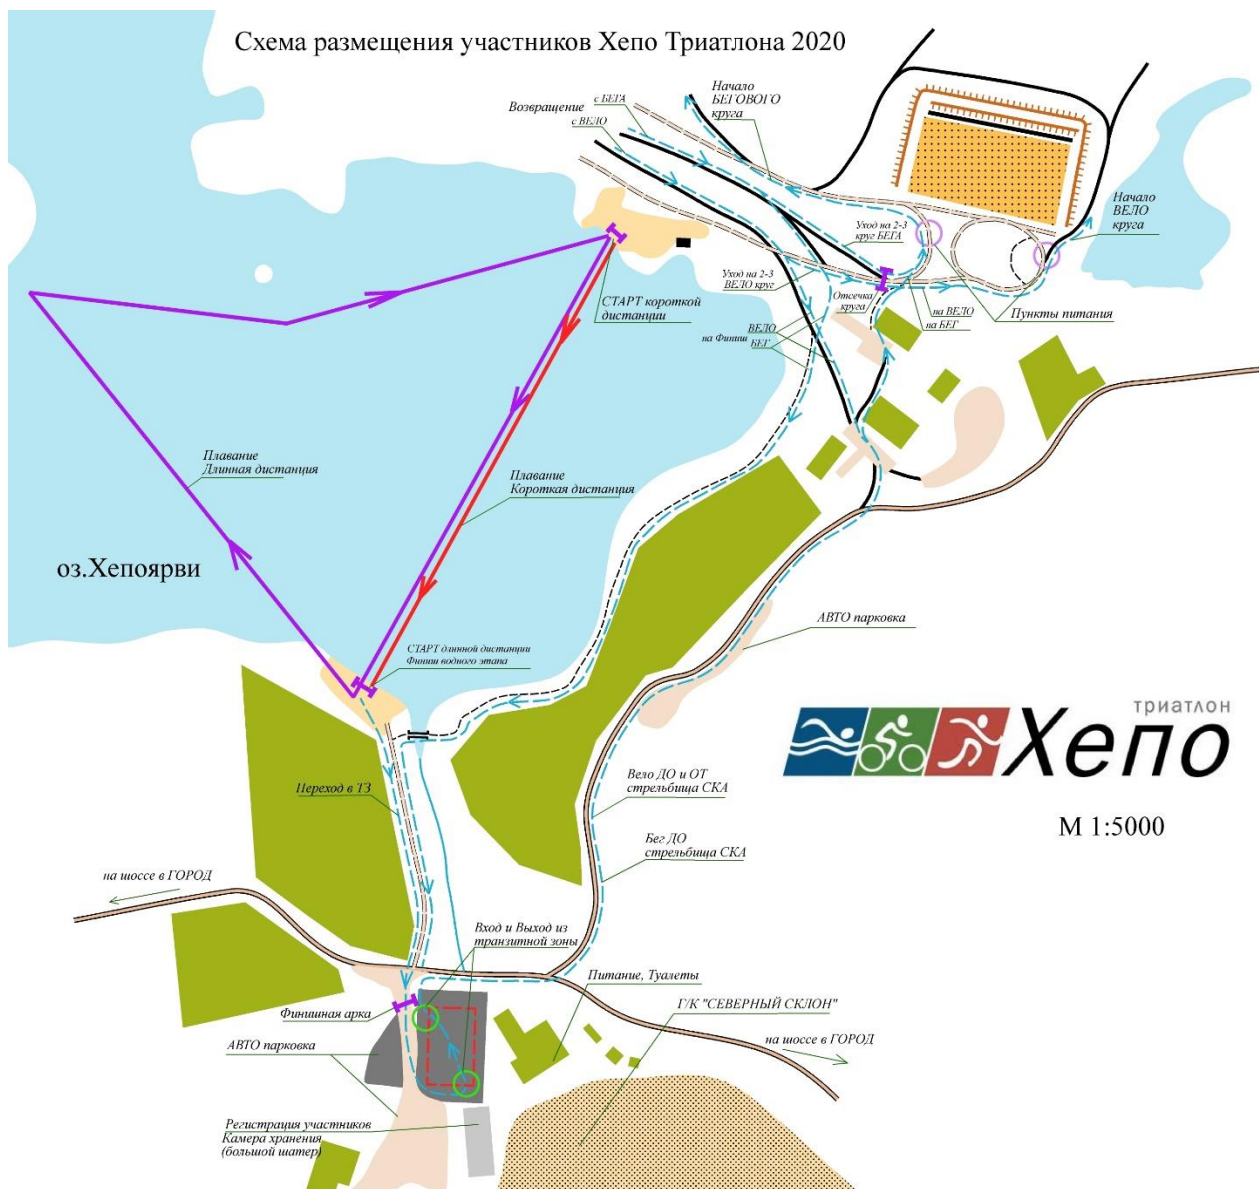 Схема размещения участников Хепо Триатлона 2020
Возвращение
с БЕГА
с ВЕЛО
Начало
БЕГОВОГО
круга
Начало
ВЕЛО
круга
Уход на 2-3
круг БЕГА
Уход на 2-3
ВЕЛО круг
Отсечка
круга
на ВЕЛО
на БЕГ
Пункты питания
СТАРТ короткой
дистанции
на Финиш
ВЕЛО
БЕГ
Плавание
Длинная дистанция
Плавание
Короткая дистанция
оз.Хепоярви
СТАРТ длинной дистанции
Финиш водного этапа
АВТО парковка
триатлон
Хепо
М 1:5000
Переход в ТЗ
Вело ДО и ОТ
стрельбища СКА
Бег ДО
стрельбища СКА
на шоссе в ГОРОД
Вход и Выход из
транзитной зоны
Питание, Туалеты
Г/К "СЕВЕРНЫЙ СКЛОН"
на шоссе в ГОРОД
Финишная арка
АВТО парковка
Регистрация участников
Камера хранения
(большой шатер)